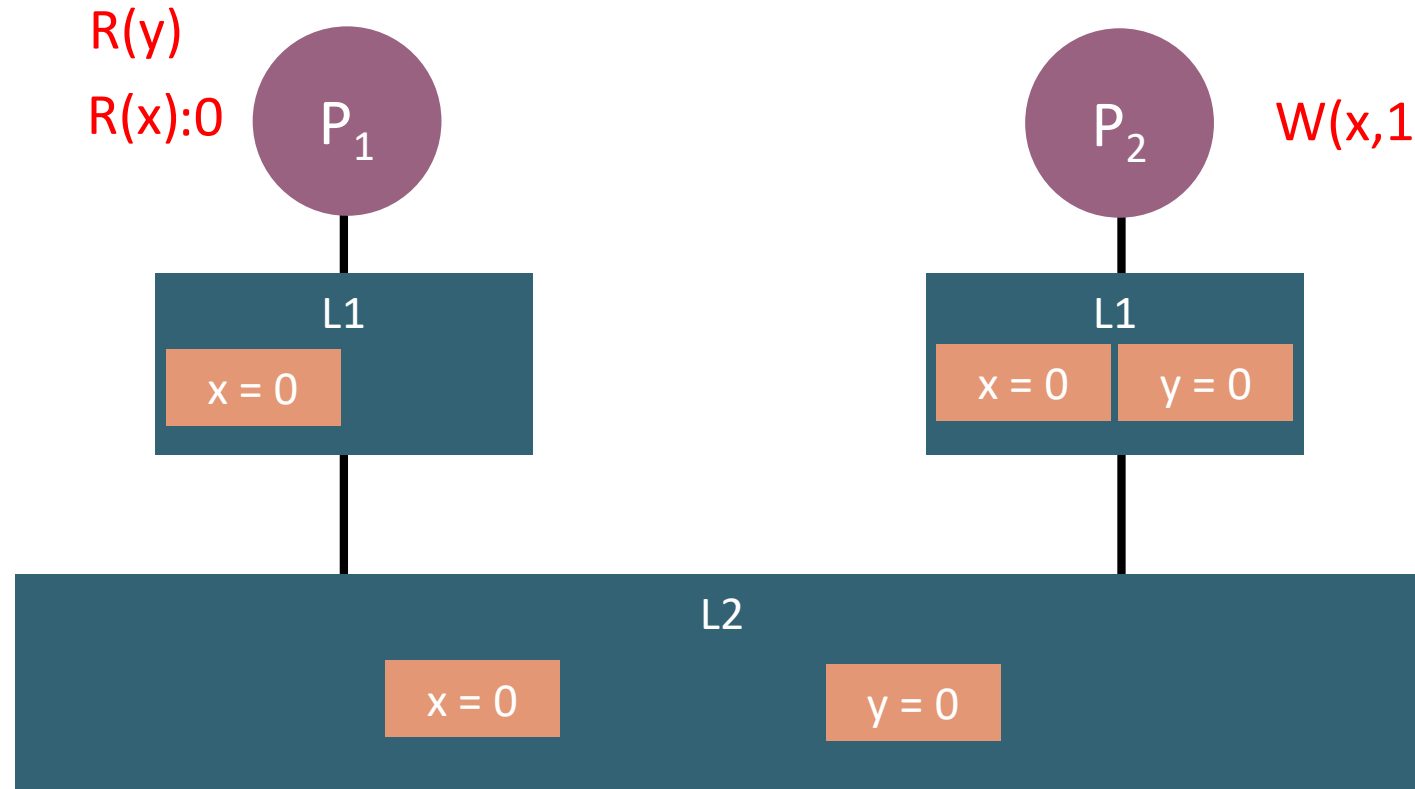 R(y)
R(x):0
P1
P2
W(x,1
L1
x = 0
L1
x = 0
y = 0
L2
x = 0
y = 0